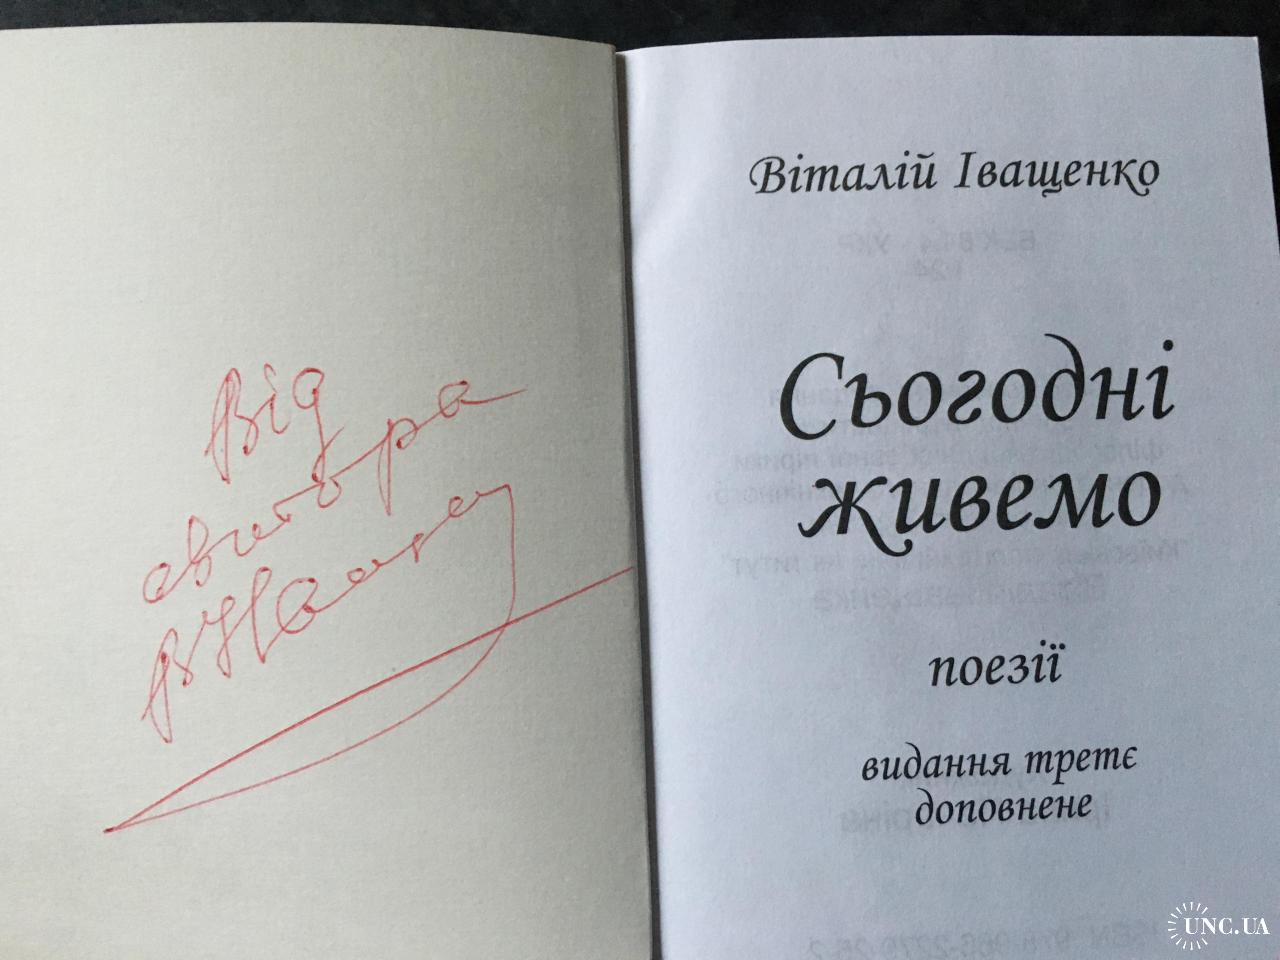 Від
автора
Віталій Іващенко
Сьогодні
живемо
поезії
видання третє
доповнене
UNC.UA